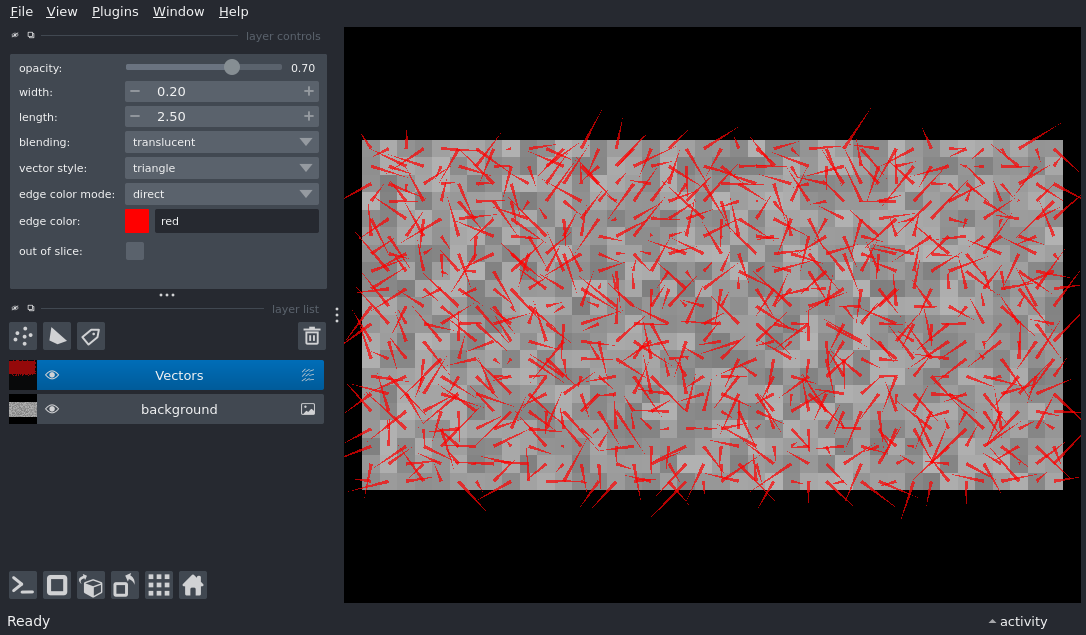 File View Plugins Window Help
layer controls
opacity: 0.70
width: − 0.20 +
length: − 2.50 +
blending: translucent
vector style: triangle
edge color mode: direct
edge color: red
out of slice:
layer list
Vectors
background
Ready
activity